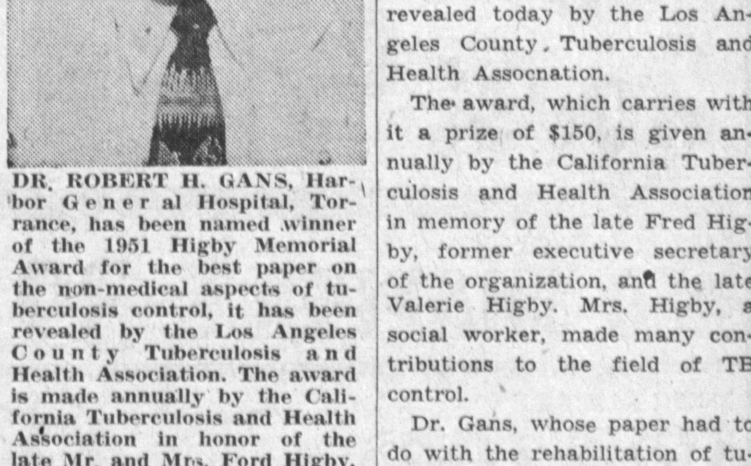 DR. ROBERT H. GANS, Har-
bor Gener al Hospital, Tor-
rance, has been named winner
of the 1951 Higby Memorial
Award for the best paper on
the non-medical aspects of tu-
berculosis control, it has been
revealed by the Los Angeles
County Tuberculosis and
Health Association. The award
is made annually by the Cali-
fornia Tuberculosis and Health
Association in honor of the
late Mr. and Mrs. Ford Higby.
revealed today by the Los An-
geles County Tuberculosis and
Health Assocnation.
The award, which carries with
it a prize of $150, is given an-
nually by the California Tuber-
culosis and Health Association
in memory of the late Fred Hig-
by, former executive secretary
of the organization, and the late
Valerie Higby. Mrs. Higby, a
social worker, made many con-
tributions to the field of TB
control.
Dr. Gans, whose paper had to
do with the rehabilitation of tu-